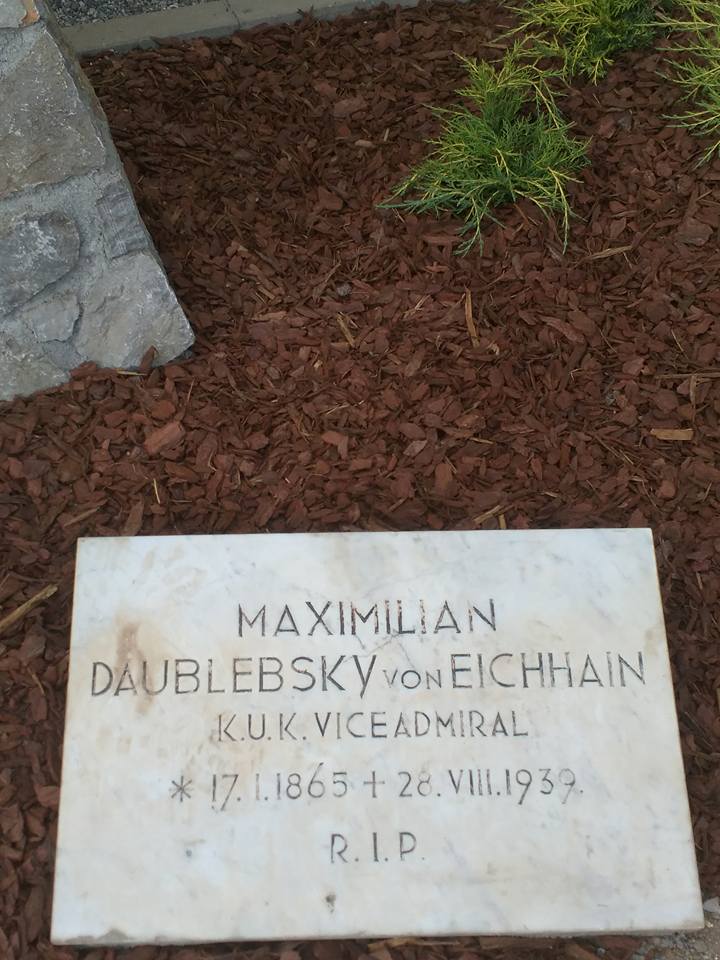 MAXIMILIAN
DAUBLEBSKY VON EICHHAIN
K.U.K. VICEADMIRAL
* 17. I. 1865 + 28. VIII. 1939.
R. I. P.